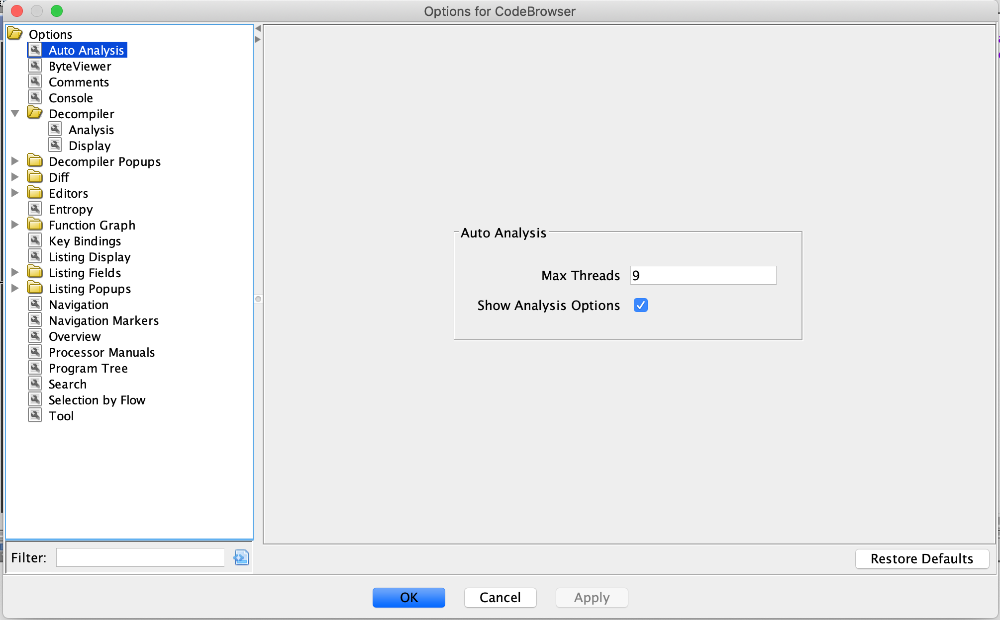 Options for CodeBrowser
Options
Auto Analysis
ByteViewer
Comments
Console
Decompiler
Analysis
Display
Decompiler Popups
Diff
Editors
Entropy
Function Graph
Key Bindings
Listing Display
Listing Fields
Listing Popups
Navigation
Navigation Markers
Overview
Processor Manuals
Program Tree
Search
Selection by Flow
Tool
Filter:
Auto Analysis
Max Threads 9
Show Analysis Options
Restore Defaults
OK Cancel Apply